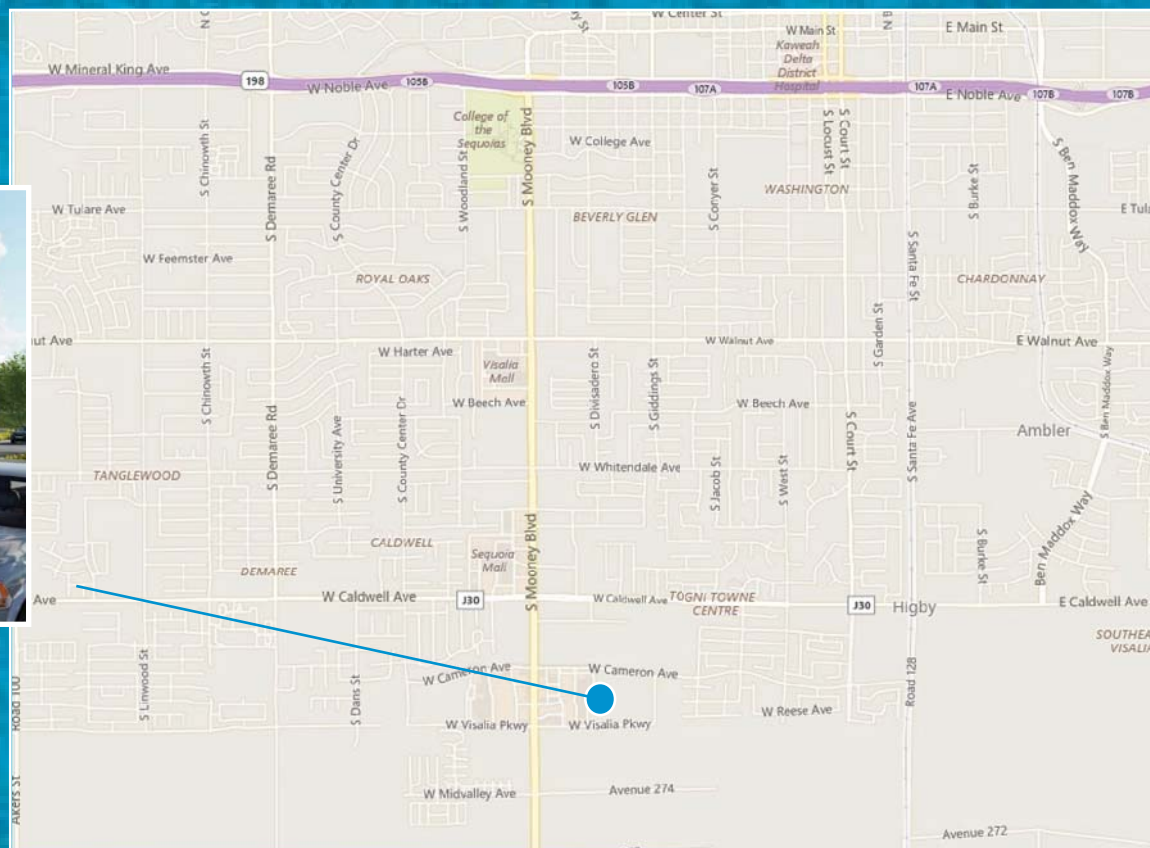 N C
W Center St
W Main St
N B
E Main St
W Mineral King Ave
198
W Noble Ave
105B
105B
107A
Kaweah
Delta
District
Hospital
107A
E Noble Ave
107B
107B
College of
the
Sequoias
W College Ave
S Chinowth St
S Demaree Rd
S County Center Dr
S Woodland St
S Mooney Blvd
S Conyer St
S Locust St
S Court St
S Burke St
S Ben Maddox Way
WASHINGTON
W Tulare Ave
BEVERLY GLEN
E Tula
W Feemster Ave
ROYAL OAKS
S Santa Fe St
CHARDONNAY
ut Ave
W Harter Ave
W Walnut Ave
E Walnut Ave
Visalia
Mall
S Chinowth St
S Divisadero St
S Giddings St
S Garden St
S Ben Maddox Way
W Beech Ave
W Beech Ave
S Demaree Rd
S University Ave
S County Center Dr
S Court St
S Santa Fe Ave
Ambler
TANGLEWOOD
W Whitendale Ave
S Jacob St
S West St
S Mooney Blvd
CALDWELL
Sequoia
Mall
S Burke St
Ben Maddox Way
DEMAREE
Ave
W Caldwell Ave
J30
W Caldwell Ave
TOGNI TOWNE
CENTRE
J30
Higby
E Caldwell Ave
SOUTHEA
VISALIA
S Linwood St
S Dans St
W Cameron Ave
W Cameron Ave
Road 100
Road 128
W Visalia Pkwy
W Visalia Pkwy
W Reese Ave
Akers St
W Midvalley Ave
Avenue 274
Avenue 272